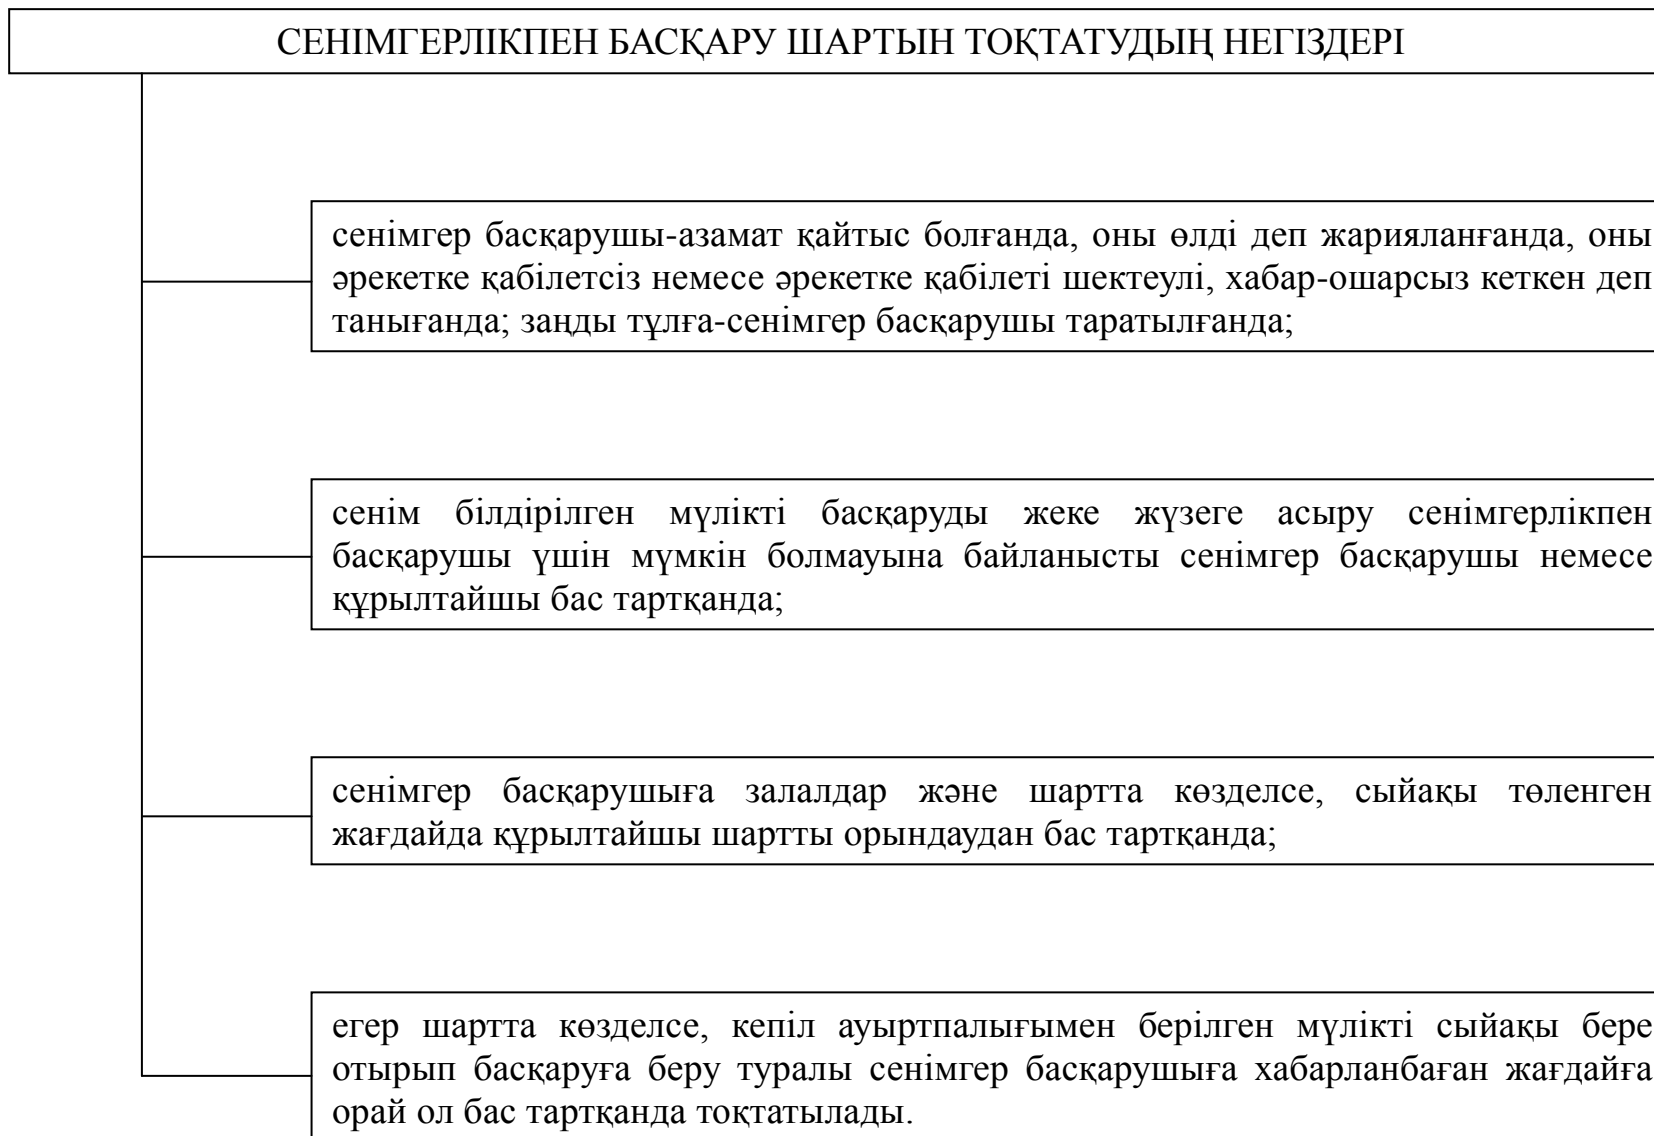 СЕНІМГЕРЛІКПЕН БАСҚАРУ ШАРТЫН ТОҚТАТУДЫҢ НЕГІЗДЕРІ
сенімгер басқарушы-азамат қайтыс болғанда, оны өлді деп жарияланғанда, оны
әрекетке қабілетсіз немесе әрекетке қабілеті шектеулі, хабар-ошарсыз кеткен деп
танығанда; заңды тұлға-сенімгер басқарушы таратылғанда;
сенім білдірілген мүлікті басқаруды жеке жүзеге асыру сенімгерлікпен
басқарушы үшін мүмкін болмауына байланысты сенімгер басқарушы немесе
құрылтайшы бас тартқанда;
сенімгер басқарушыға залалдар және шартта көзделсе, сыйақы төленген
жағдайда құрылтайшы шартты орындаудан бас тартқанда;
егер шартта көзделсе, кепіл ауыртпалығымен берілген мүлікті сыйақы бере
отырып басқаруға беру туралы сенімгер басқарушыға хабарланбаған жағдайға
орай ол бас тартқанда тоқтатылады.